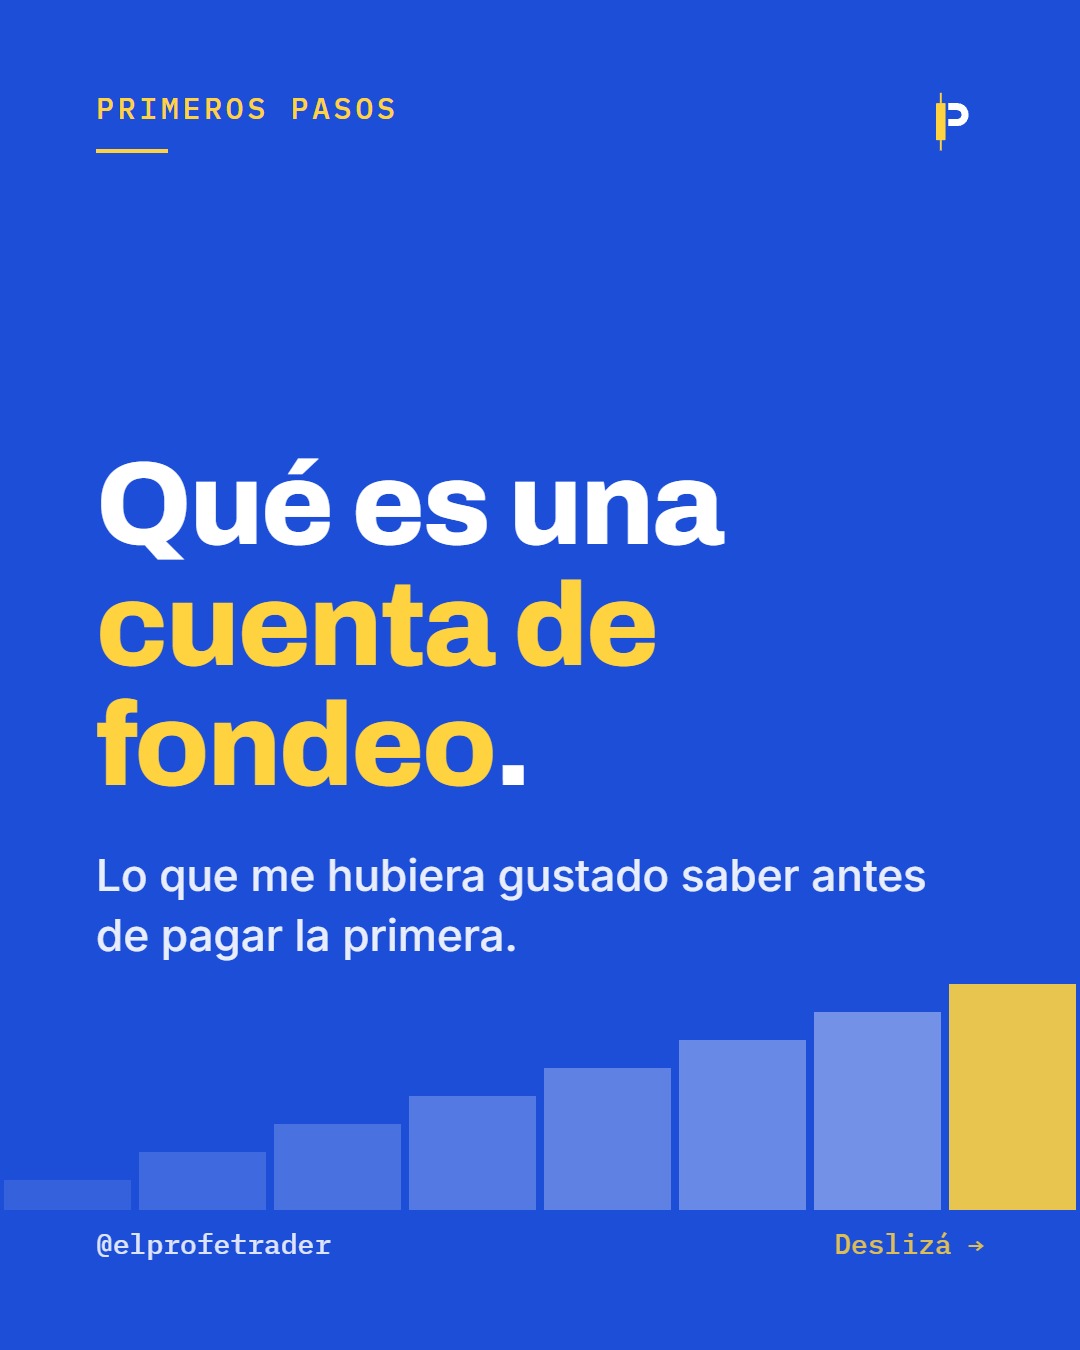 PRIMEROS PASOS
Qué es una
cuenta de
fondeo.
Lo que me hubiera gustado saber antes
de pagar la primera.
@elprofetrader
Deslizá →